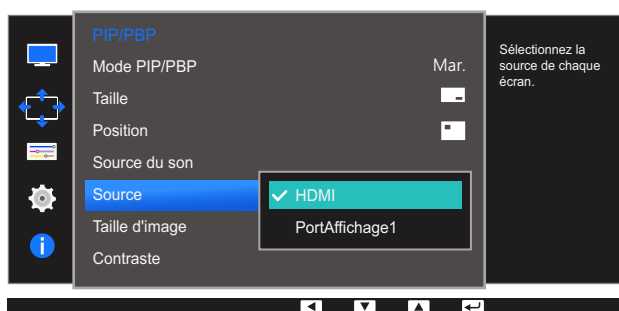 PIP/PBP
Mode PIP/PBP Mar.
Taille
Position
Source du son
Source
HDMI
PortAffichage1
Taille d'image
Contraste
Sélectionnez la
source de chaque
écran.